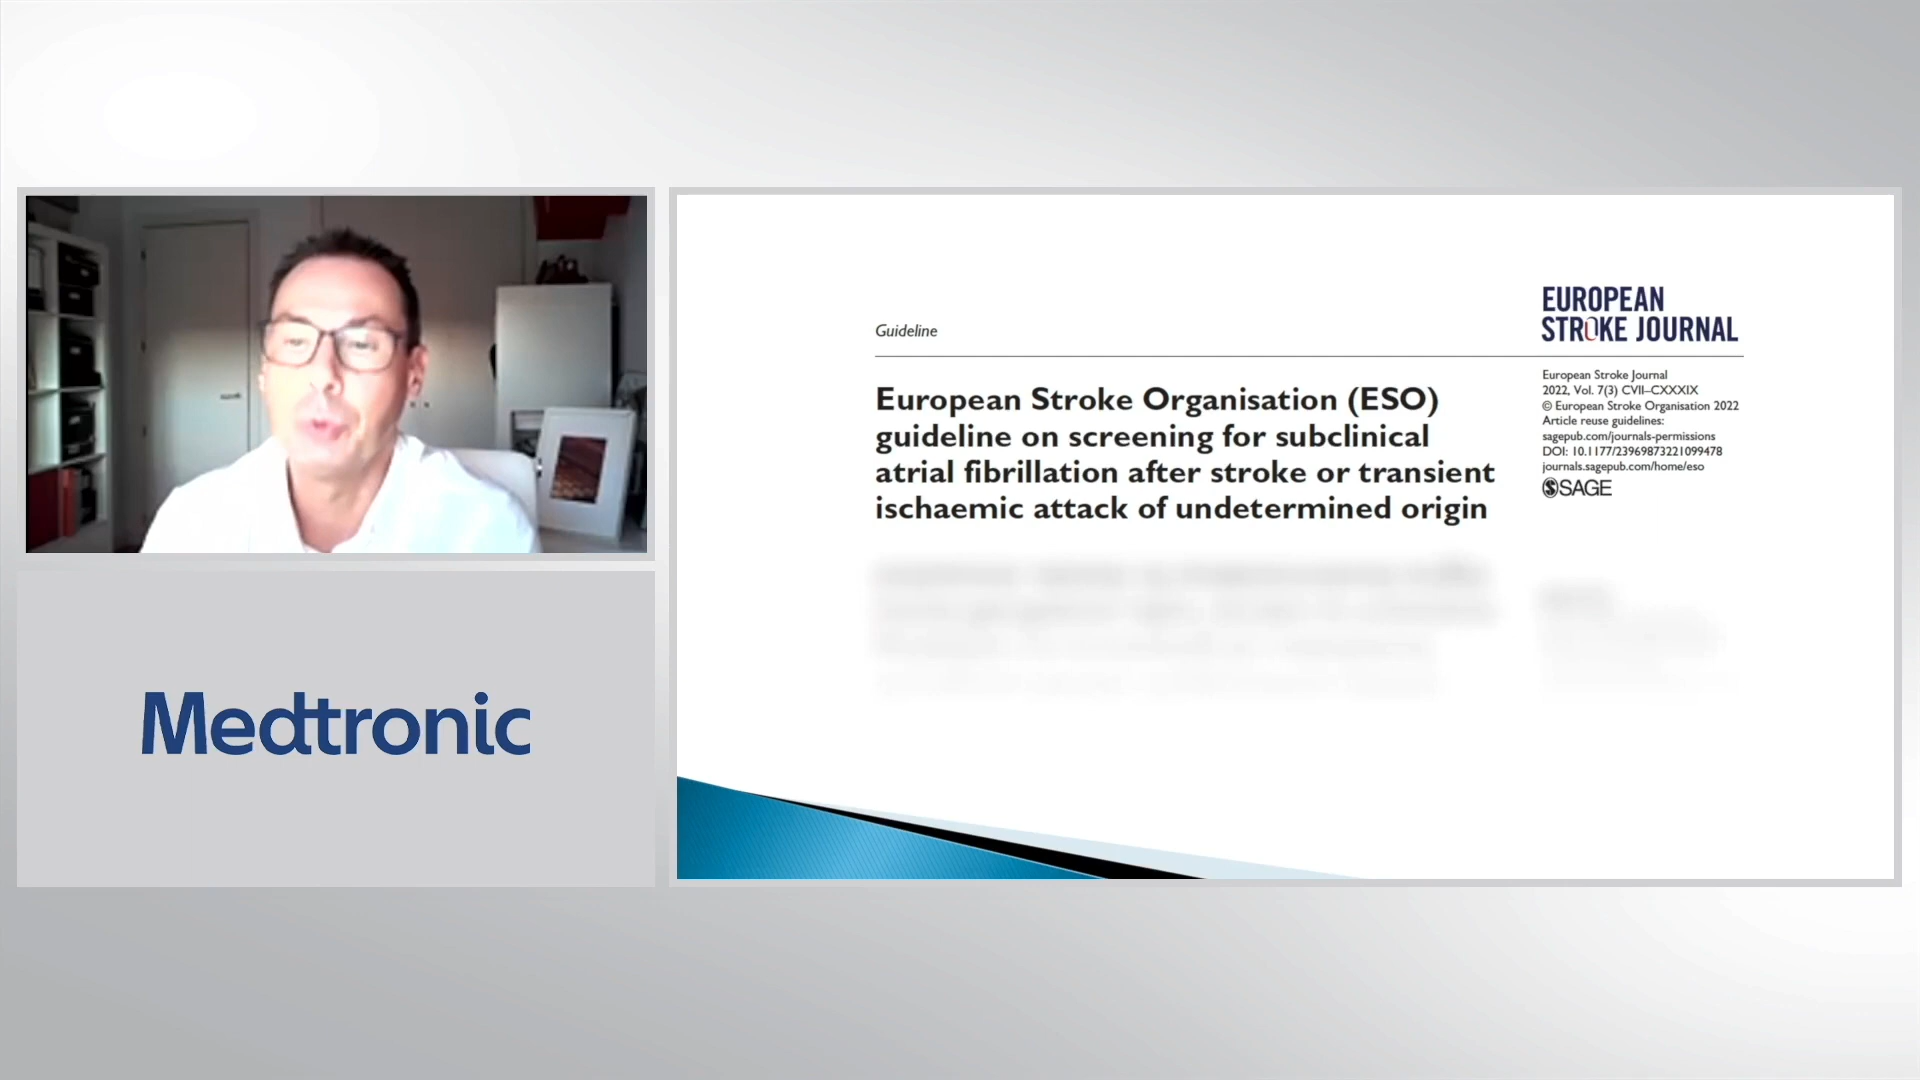 Medtronic
Guideline
EUROPEAN
STROKE JOURNAL
European Stroke Organisation (ESO)
guideline on screening for subclinical
atrial fibrillation after stroke or transient
ischaemic attack of undetermined origin
European Stroke Journal
2022, Vol. 7(3) CVII–CXXXIX
© European Stroke Organisation 2022
Article reuse guidelines:
sagepub.com/journals-permissions
DOI: 10.1177/23969873221099478
journals.sagepub.com/home/eso
SAGE